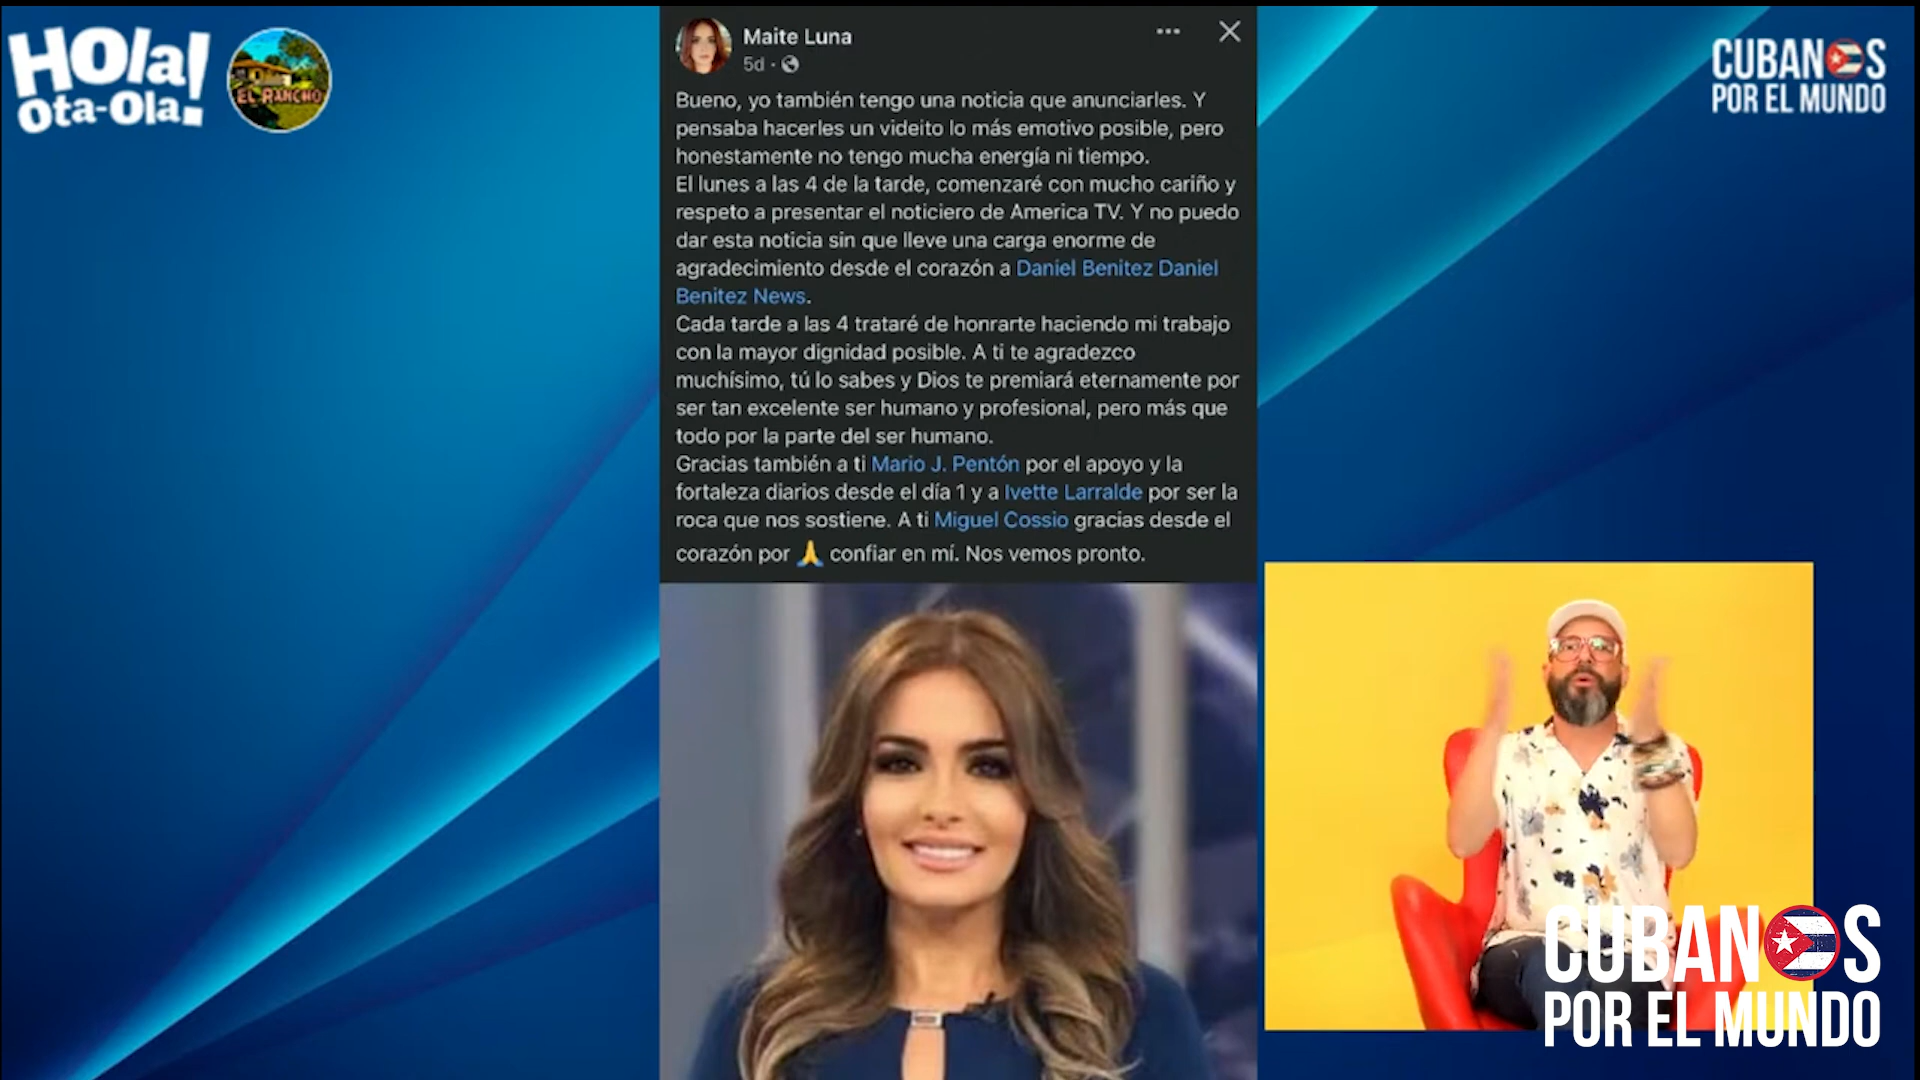 Hola!
Ota-Ola!
EL RANCHO
Maite Luna
5d
CUBANOS
POR EL MUNDO
Bueno, yo también tengo una noticia que anunciarles. Y
pensaba hacerles un videito lo más emotivo posible, pero
honestamente no tengo mucha energía ni tiempo.
El lunes a las 4 de la tarde, comenzaré con mucho cariño y
respeto a presentar el noticiero de America TV. Y no puedo
dar esta noticia sin que lleve una carga enorme de
agradecimiento desde el corazón a Daniel Benitez Daniel
Benitez News.
Cada tarde a las 4 trataré de honrarte haciendo mi trabajo
con la mayor dignidad posible. A ti te agradezco
muchísimo, tú lo sabes y Dios te premiará eternamente por
ser tan excelente ser humano y profesional, pero más que
todo por la parte del ser humano.
Gracias también a ti Mario J. Pentón por el apoyo y la
fortaleza diarios desde el día 1 y a Ivette Larralde por ser la
roca que nos sostiene. A ti Miguel Cossio gracias desde el
corazón por 🙏 confiar en mí. Nos vemos pronto.
CUBANOS
POR EL MUNDO